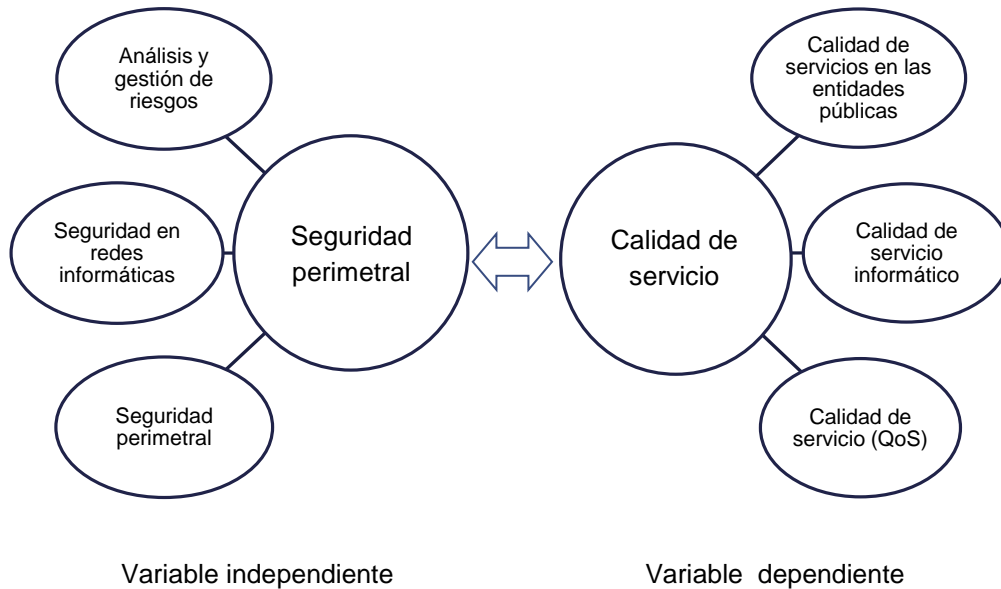 Análisis y
gestión de
riesgos
Seguridad en
redes
informáticas
Seguridad
perimetral
Seguridad
perimetral
Calidad de
servicio
Calidad de
servicios en las
entidades
públicas
Calidad de
servicio
informático
Calidad de
servicio (QoS)
Variable independiente
Variable dependiente